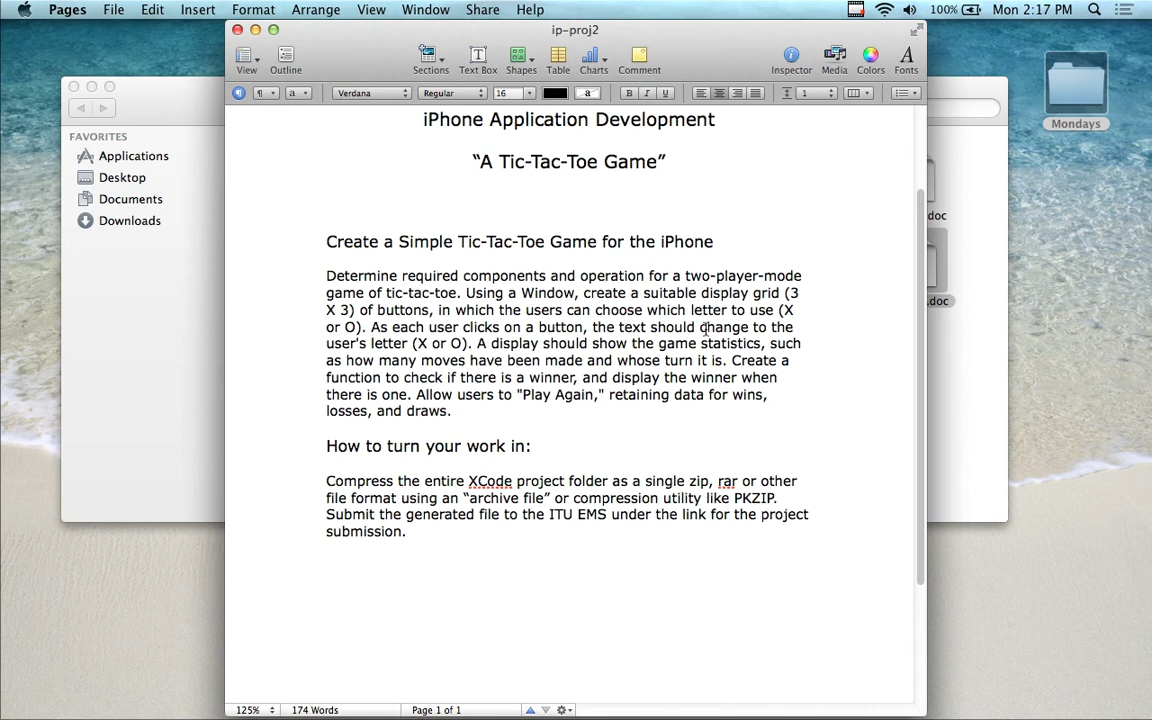 Pages File Edit Insert Format Arrange View Window Share Help 100% Mon 2:17 PM
ip-proj2
View Outline Sections Text Box Shapes Table Charts Comment Inspector Media Colors Fonts
¶ a Verdana Regular 16 a B I U 1
FAVORITES
Applications
Desktop
Documents
Downloads
iPhone Application Development
“A Tic-Tac-Toe Game”
Create a Simple Tic-Tac-Toe Game for the iPhone
Determine required components and operation for a two-player-mode
game of tic-tac-toe. Using a Window, create a suitable display grid (3
X 3) of buttons, in which the users can choose which letter to use (X
or O). As each user clicks on a button, the text should change to the
user's letter (X or O). A display should show the game statistics, such
as how many moves have been made and whose turn it is. Create a
function to check if there is a winner, and display the winner when
there is one. Allow users to "Play Again," retaining data for wins,
losses, and draws.
How to turn your work in:
Compress the entire XCode project folder as a single zip, rar or other
file format using an “archive file” or compression utility like PKZIP.
Submit the generated file to the ITU EMS under the link for the project
submission.
125% 174 Words Page 1 of 1
doc
.doc
Mondays